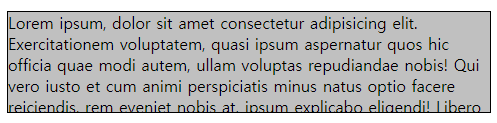 Lorem ipsum, dolor sit amet consectetur adipisicing elit.
Exercitationem voluptatem, quasi ipsum aspernatur quos hic
officia quae modi autem, ullam voluptas repudiandae nobis! Qui
vero iusto et cum animi perspiciatis minus natus optio facere
reiciendis, rem eveniet nobis at, ipsum explicabo eligendi! Libero